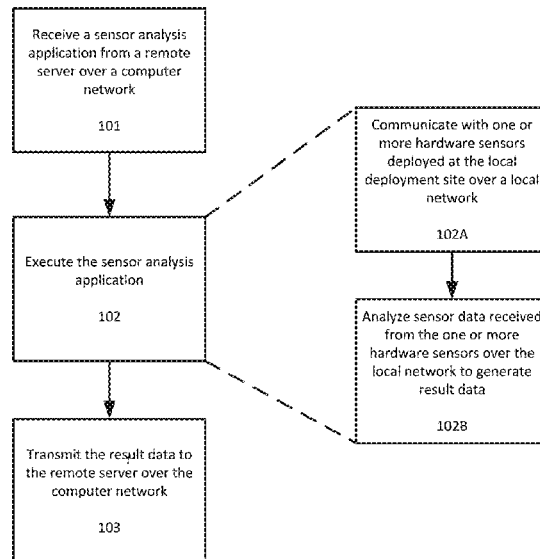 Receive a sensor analysis
application from a remote
server over a computer
network
101
Execute the sensor analysis
application
102
Communicate with one or
more hardware sensors
deployed at the local
deployment site over a local
network
102A
Analyze sensor data received
from the one or more
hardware sensors over the
local network to generate
result data
102B
Transmit the result data to
the remote server over the
computer network
103